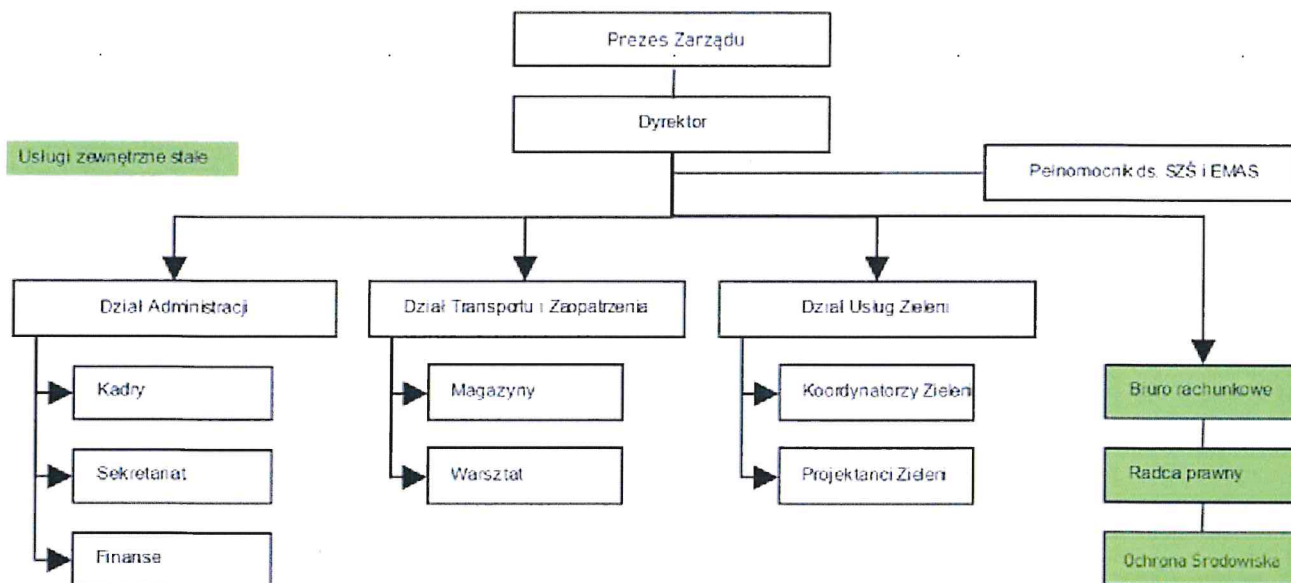 Prezes Zarządu
Dyrektor
Usługi zewnętrzne stałe
Pełnomocnik ds. SZŚ i EMAS
Dział Administracji
Dział Transportu i Zaopatrzenia
Dział Usług Zieleni
Kadry
Magazyny
Koordynatorzy Zieleni
Biuro rachunkowe
Sekretariat
Warsztat
Projektanci Zieleni
Radca prawny
Finanse
Ochrona Środowiska